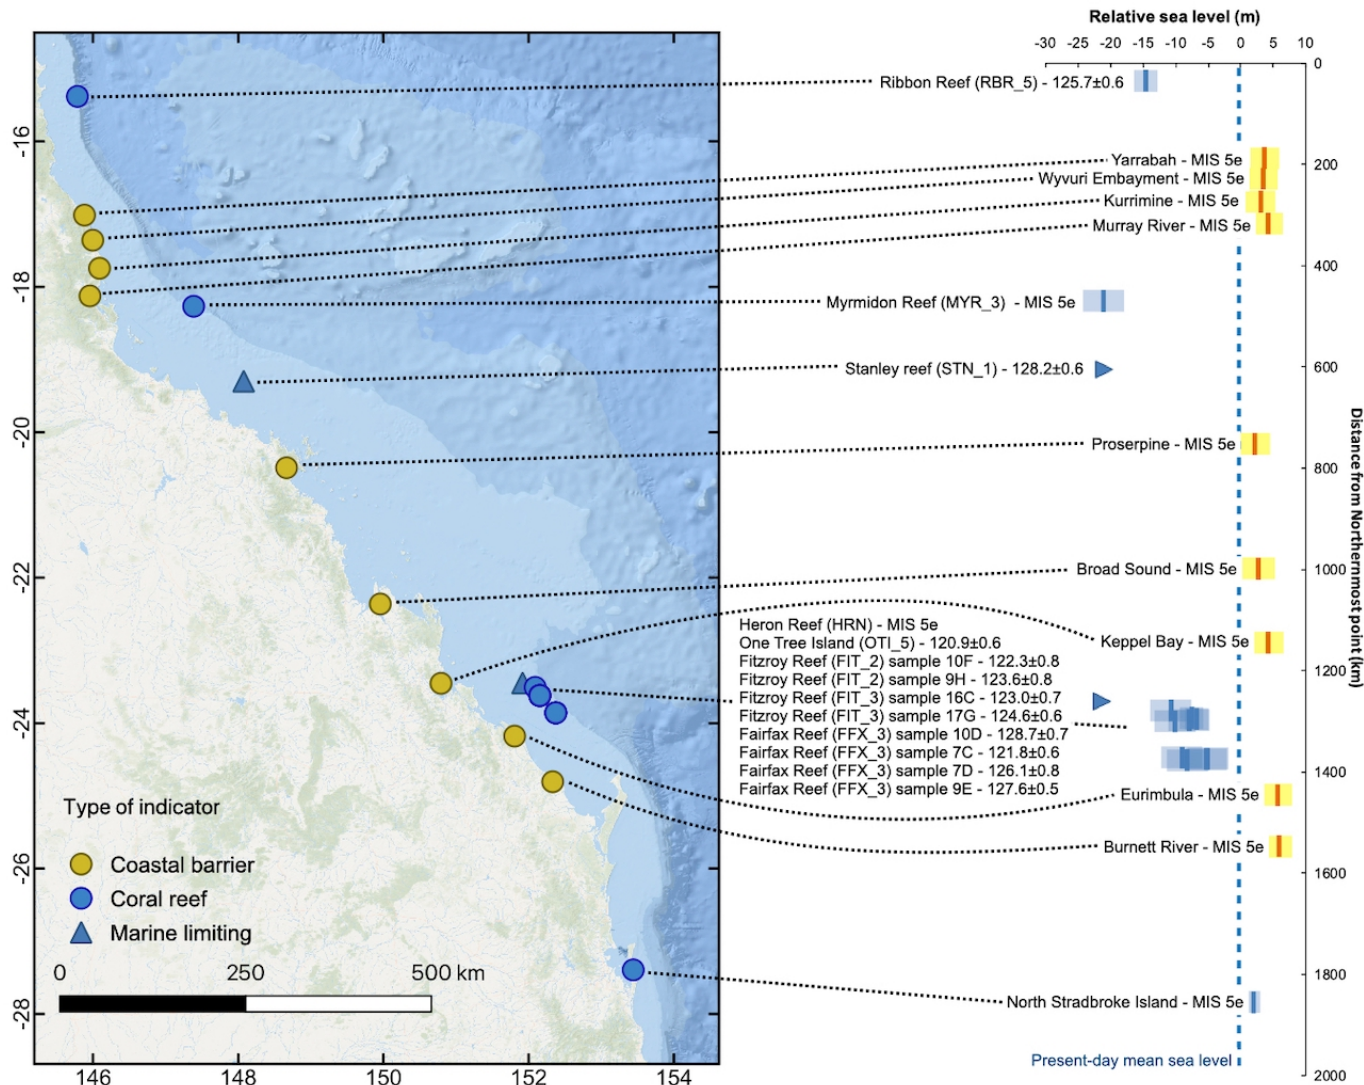 Relative sea level (m)
-30 -25 -20 -15 -10 -5 0 5 10
0
Ribbon Reef (RBR_5) - 125.7±0.6
-16
Yarrabah - MIS 5e
200
Wyvuri Embayment - MIS 5e
Kurrimine - MIS 5e
Murray River - MIS 5e
400
-18
Myrmidon Reef (MYR_3) - MIS 5e
Stanley reef (STN_1) - 128.2±0.6
600
-20
Proserpine - MIS 5e
800
Distance from Northernmost point (km)
-22
Broad Sound - MIS 5e
1000
Heron Reef (HRN) - MIS 5e
One Tree Island (OTI_5) - 120.9±0.6
Keppel Bay - MIS 5e
Fitzroy Reef (FIT_2) sample 10F - 122.3±0.8
1200
Fitzroy Reef (FIT_2) sample 9H - 123.6±0.8
Fitzroy Reef (FIT_3) sample 16C - 123.0±0.7
Fitzroy Reef (FIT_3) sample 17G - 124.6±0.6
-24
Fairfax Reef (FFX_3) sample 10D - 128.7±0.7
Fairfax Reef (FFX_3) sample 7C - 121.8±0.6
Fairfax Reef (FFX_3) sample 7D - 126.1±0.8
1400
Fairfax Reef (FFX_3) sample 9E - 127.6±0.5
Eurimbula - MIS 5e
Burnett River - MIS 5e
1600
-26
Type of indicator
Coastal barrier
Coral reef
Marine limiting
0 250 500 km
1800
North Stradbroke Island - MIS 5e
-28
Present-day mean sea level
2000
146 148 150 152 154